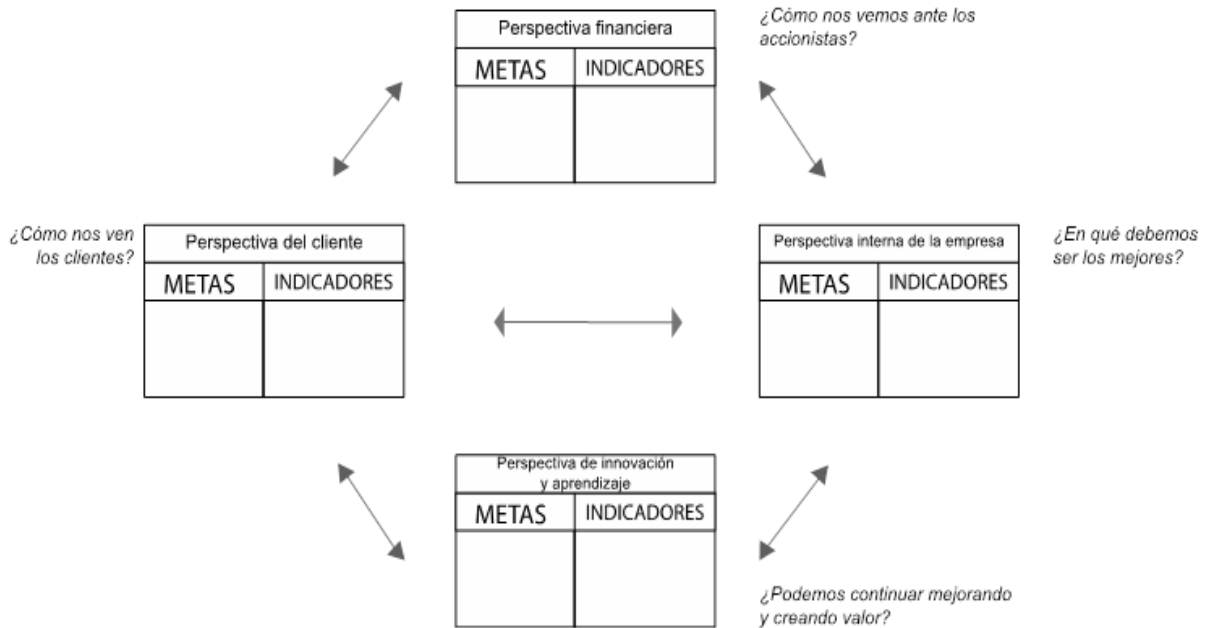 Perspectiva financiera
METAS INDICADORES
¿Cómo nos vemos ante los
accionistas?
¿Cómo nos ven
los clientes?
Perspectiva del cliente
METAS INDICADORES
Perspectiva interna de la empresa
METAS INDICADORES
¿En qué debemos
ser los mejores?
Perspectiva de innovación
y aprendizaje
METAS INDICADORES
¿Podemos continuar mejorando
y creando valor?